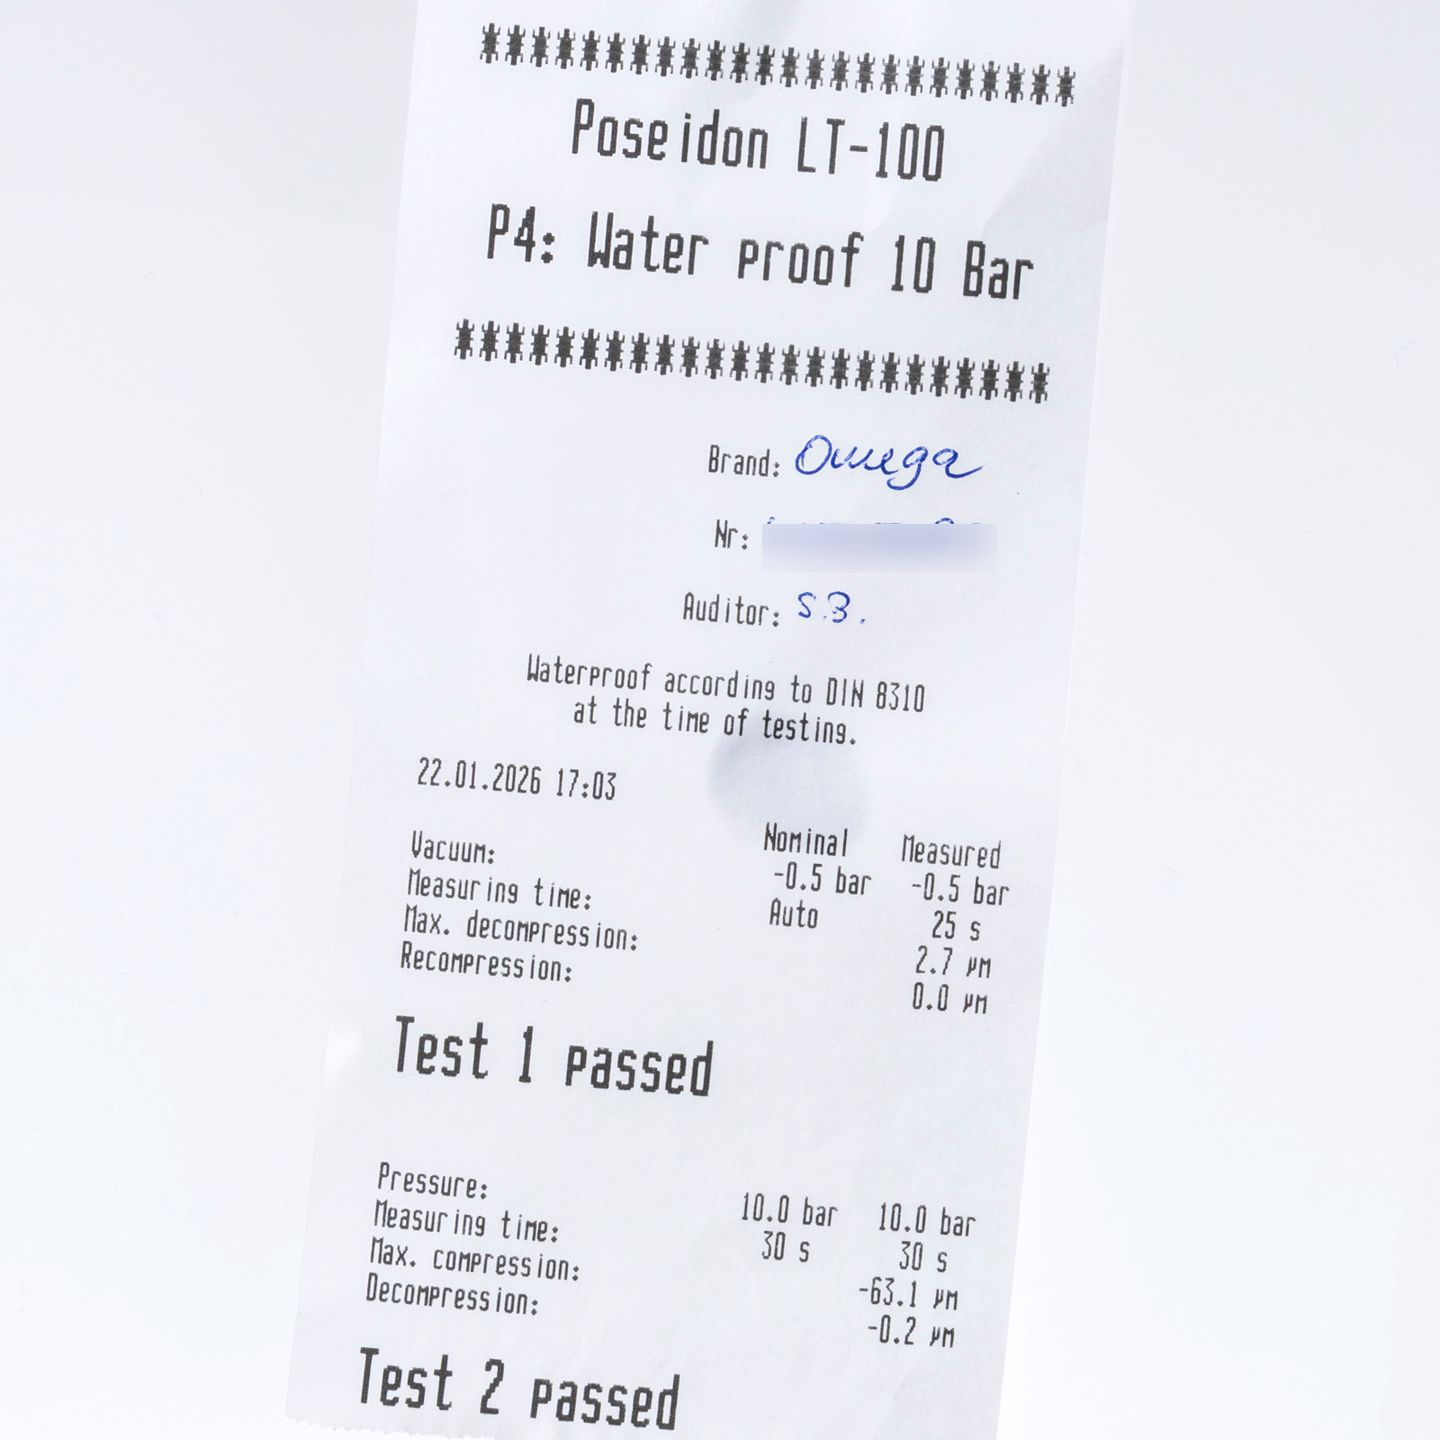 ************************
Poseidon LT-100
P4: Water proof 10 Bar
************************
Brand: Omega
Nr:
Auditor: S.B.
Waterproof according to DIN 8310
at the time of testing.
22.01.2026 17:03
Nominal Measured
Vacuum: -0.5 bar -0.5 bar
Measuring time: Auto 25 s
Max. decompression: 2.7 µm
Recompression: 0.0 µm
Test 1 passed
Pressure: 10.0 bar 10.0 bar
Measuring time: 30 s 30 s
Max. compression: -63.1 µm
Decompression: -0.2 µm
Test 2 passed